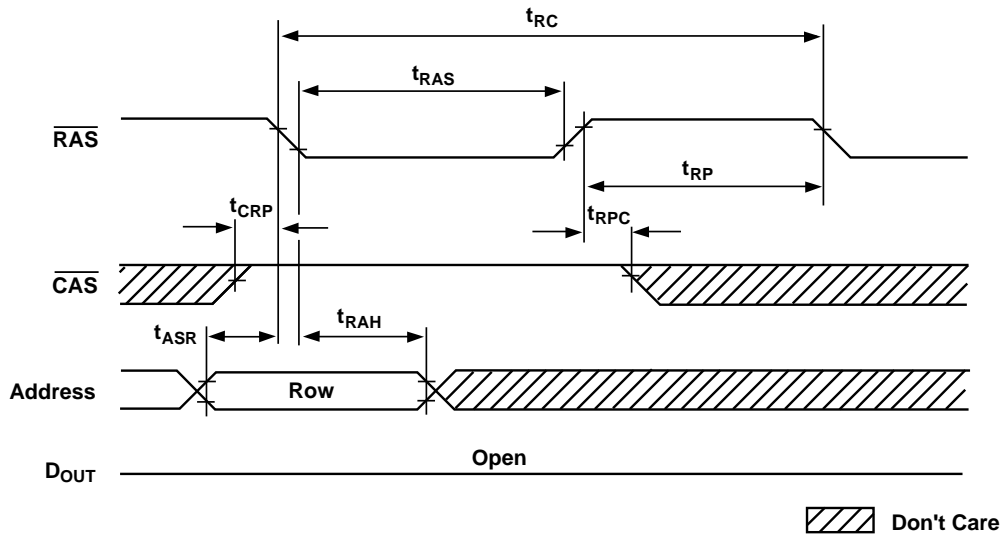 tRC
tRAS
RAS
tRP
tCRP
tRPC
CAS
tASR
tRAH
Address
Row
Open
DOUT
Don't Care